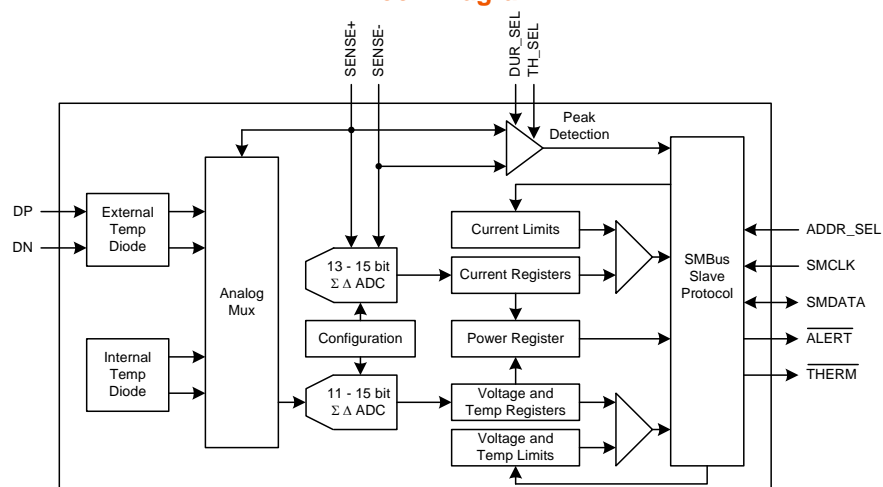 SENSE+
SENSE-
DUR_SEL
TH_SEL
Peak
Detection
DP
DN
External
Temp
Diode
Analog
Mux
Internal
Temp
Diode
13 - 15 bit
Σ Δ ADC
Configuration
11 - 15 bit
Σ Δ ADC
Current Limits
Current Registers
Power Register
Voltage and
Temp Registers
Voltage and
Temp Limits
SMBus
Slave
Protocol
ADDR_SEL
SMCLK
SMDATA
ALERT
THERM